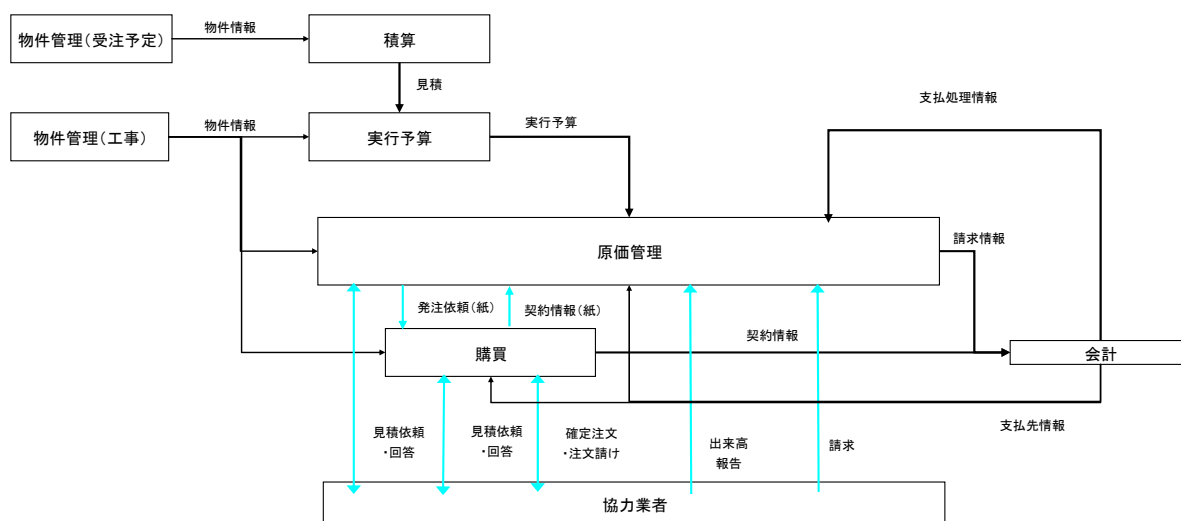 物件管理(受注予定)
物件情報
積算
見積
支払処理情報
物件管理(工事)
物件情報
実行予算
実行予算
原価管理
請求情報
発注依頼(紙)
契約情報(紙)
購買
契約情報
会計
見積依頼
・回答
見積依頼
・回答
確定注文
・注文請け
出来高
報告
請求
支払先情報
協力業者